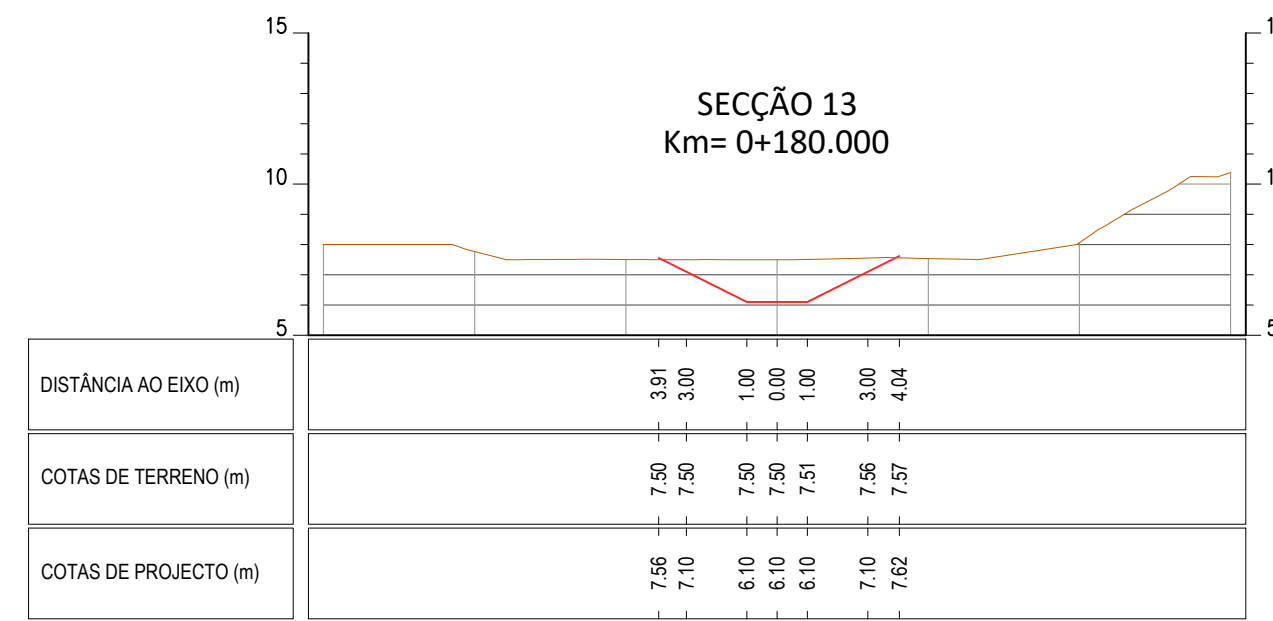 15
SECÇÃO 13
Km= 0+180.000
10
5
DISTÂNCIA AO EIXO (m) 3.91 3.00 1.00 0.00 1.00 3.00 4.04
COTAS DE TERRENO (m) 7.50 7.50 7.50 7.50 7.51 7.56 7.57
COTAS DE PROJECTO (m) 7.56 7.10 6.10 6.10 6.10 7.10 7.62